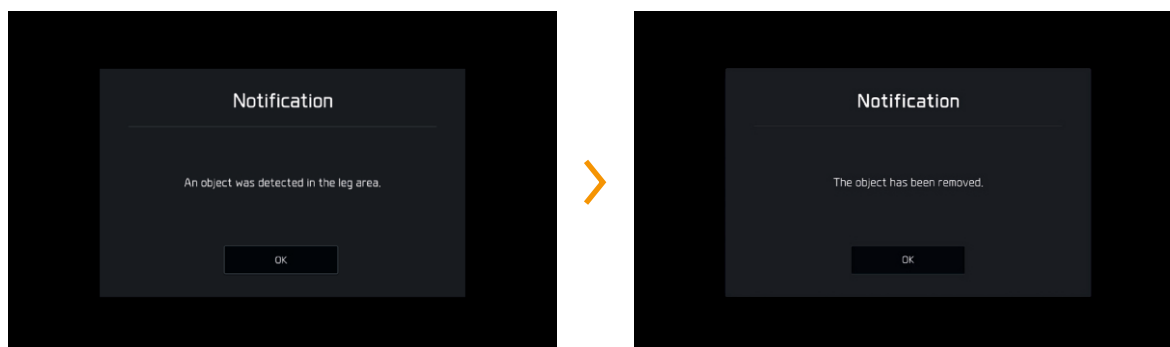 Notification
An object was detected in the leg area.
OK
Notification
The object has been removed.
OK